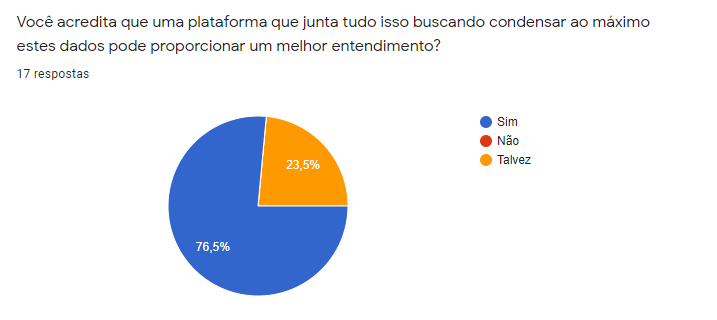 Você acredita que uma plataforma que junta tudo isso buscando condensar ao máximo
estes dados pode proporcionar um melhor entendimento?
17 respostas
Sim
Não
Talvez
23,5%
76,5%